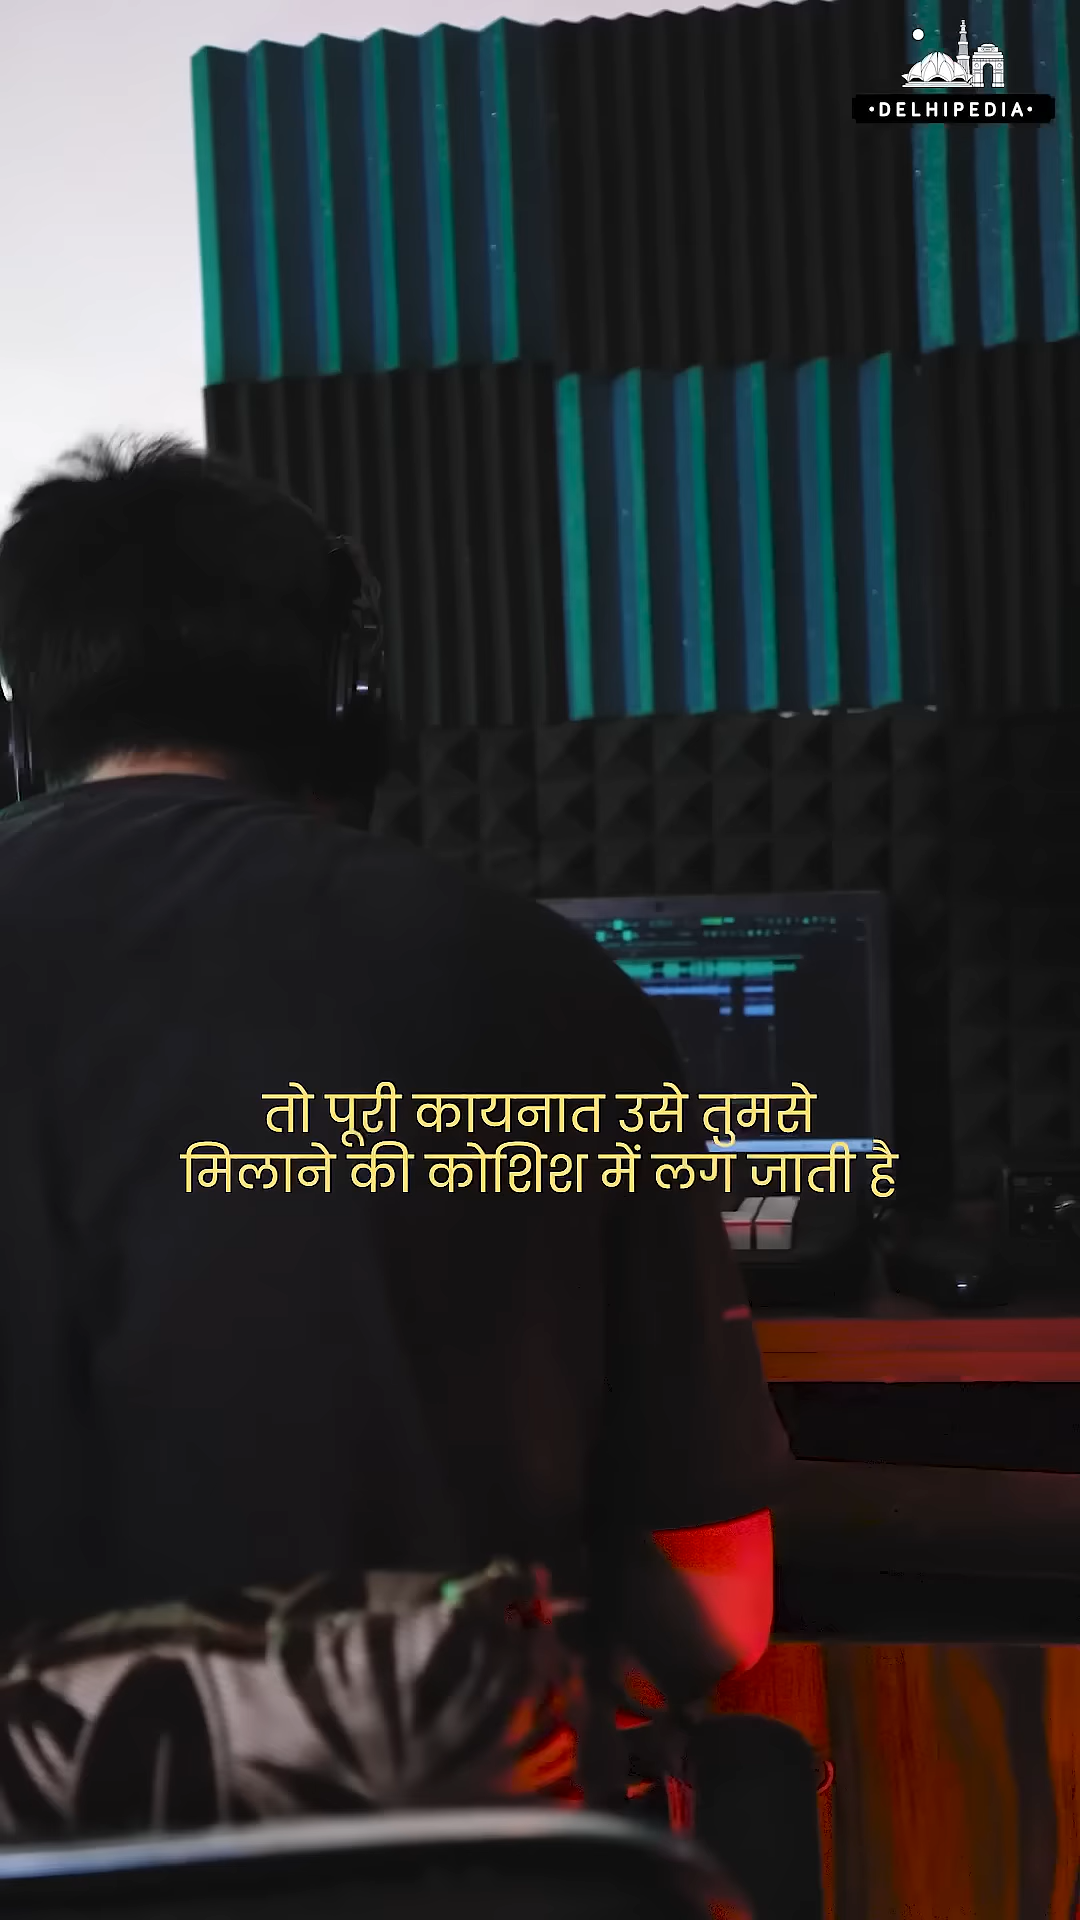 ·DELHIPEDIA·
तो पूरी कायनात उसे तुमसे
मिलाने की कोशिश में लग जाती है